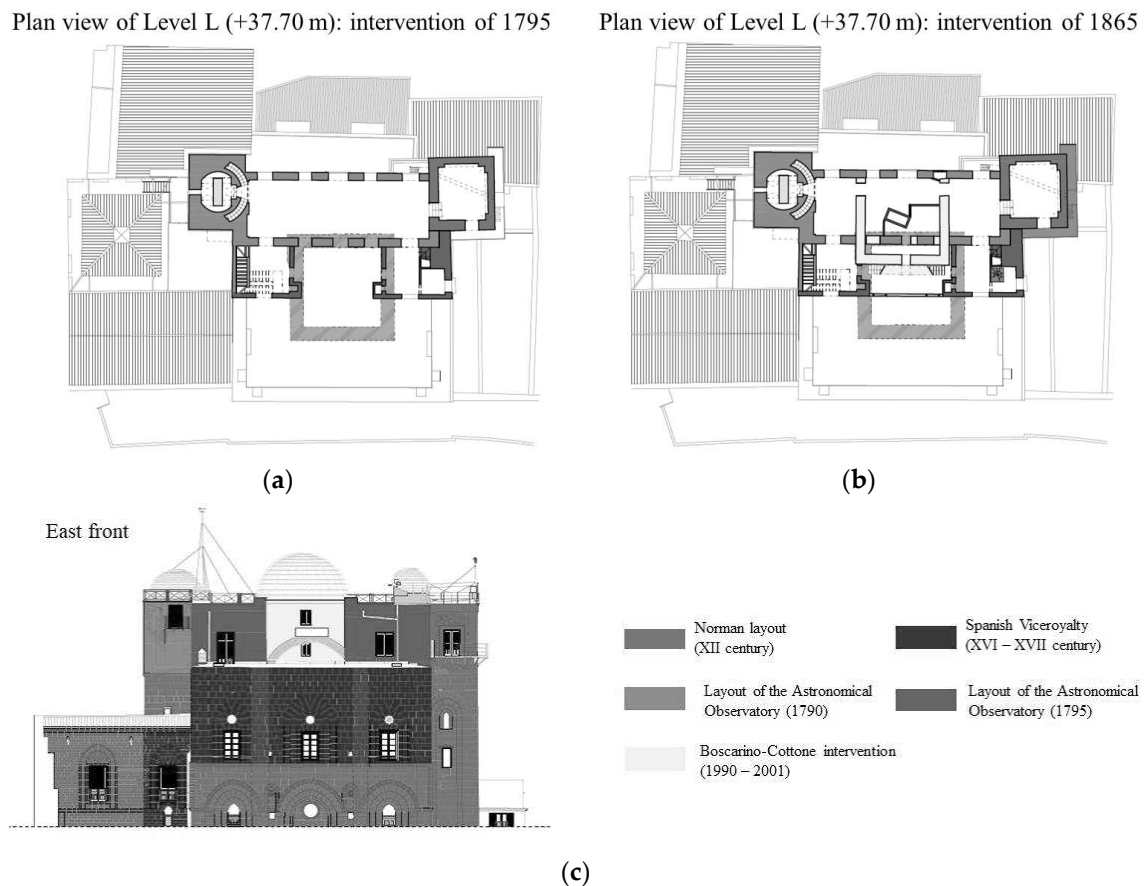 Plan view of Level L (+37.70 m): intervention of 1795
Plan view of Level L (+37.70 m): intervention of 1865
(a)
(b)
East front
Norman layout
(XII century)
Spanish Viceroyalty
(XVI – XVII century)
Layout of the Astronomical
Observatory (1790)
Layout of the Astronomical
Observatory (1795)
Boscarino-Cottone intervention
(1990 – 2001)
(c)